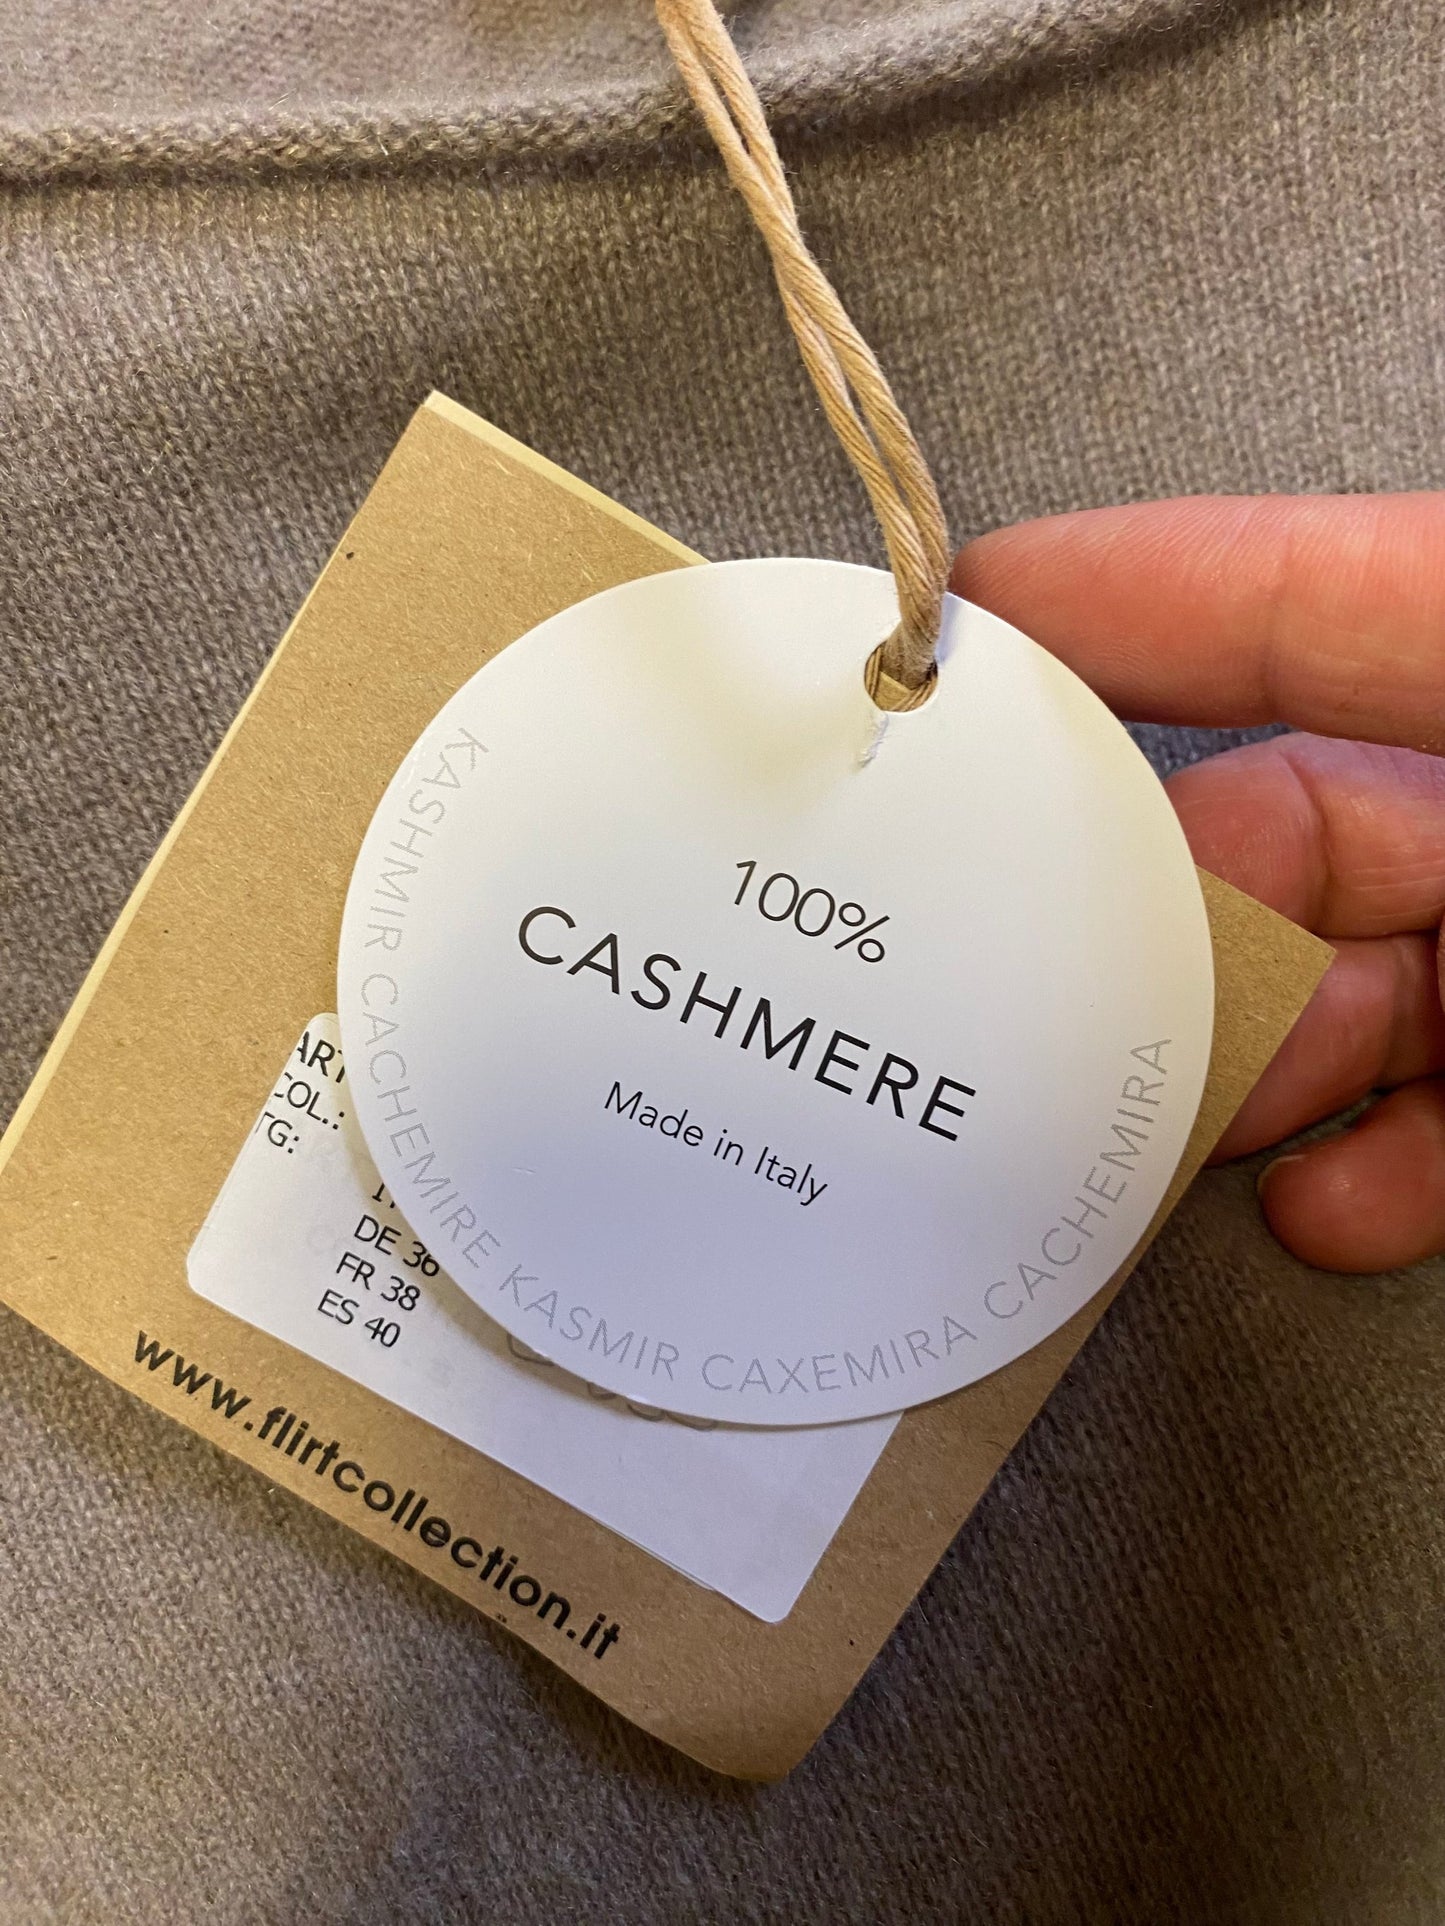 100%
CASHMERE
Made in Italy
KASHMIR CACHEMIRE KASMIR CAXEMIRA CACHEMIRA
ART
COL.:
TG:
DE 36
FR 38
ES 40
www.flirtcollection.it